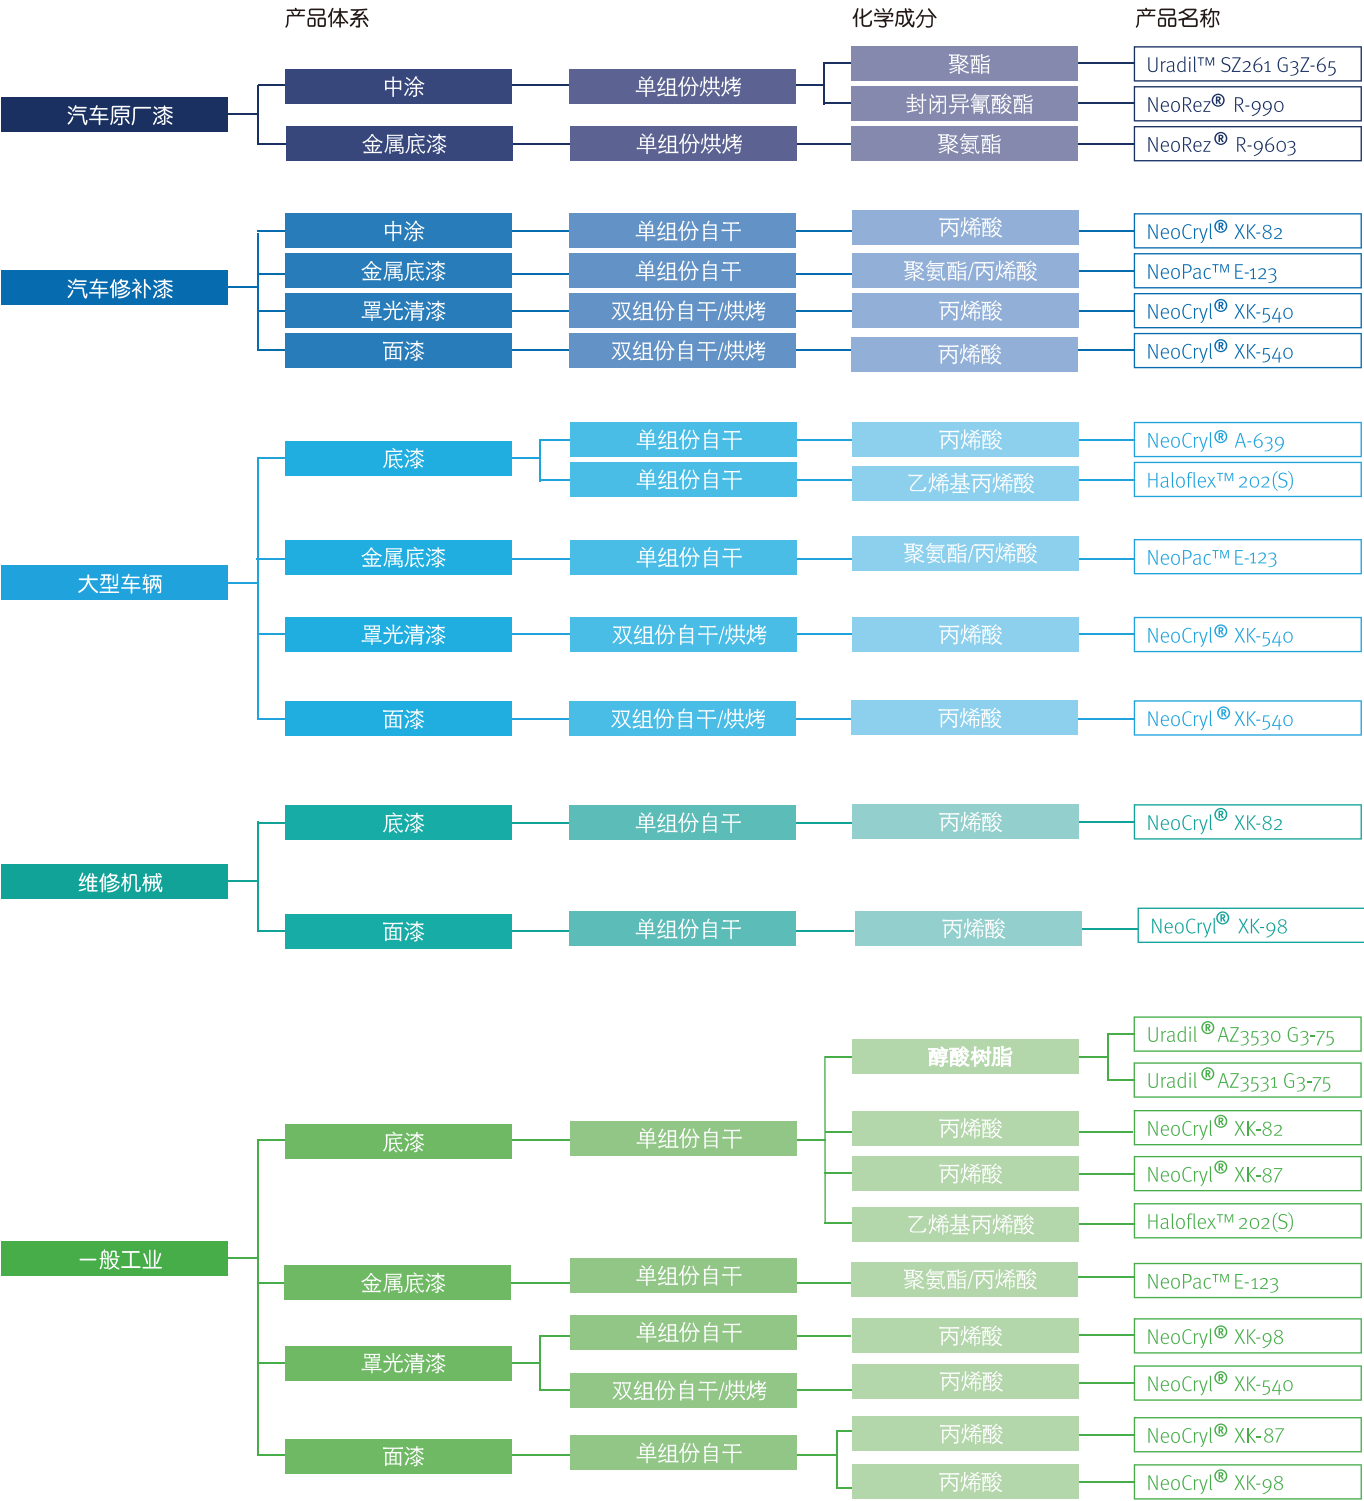 产品体系 化学成分 产品名称
汽车原厂漆
中涂 单组份烘烤 聚酯 Uradil™ SZ261 G3Z-65
封闭异氰酸酯 NeoRez® R-990
金属底漆 单组份烘烤 聚氨酯 NeoRez® R-9603
汽车修补漆
中涂 单组份自干 丙烯酸 NeoCryl® XK-82
金属底漆 单组份自干 聚氨酯/丙烯酸 NeoPac™ E-123
罩光清漆 双组份自干/烘烤 丙烯酸 NeoCryl® XK-540
面漆 双组份自干/烘烤 丙烯酸 NeoCryl® XK-540
大型车辆
底漆 单组份自干 丙烯酸 NeoCryl® A-639
单组份自干 乙烯基丙烯酸 Haloflex™ 202(S)
金属底漆 单组份自干 聚氨酯/丙烯酸 NeoPac™ E-123
罩光清漆 双组份自干/烘烤 丙烯酸 NeoCryl® XK-540
面漆 双组份自干/烘烤 丙烯酸 NeoCryl® XK-540
维修机械
底漆 单组份自干 丙烯酸 NeoCryl® XK-82
面漆 单组份自干 丙烯酸 NeoCryl® XK-98
一般工业
底漆 单组份自干 醇酸树脂 Uradil® AZ3530 G3-75
Uradil® AZ3531 G3-75
丙烯酸 NeoCryl® XK-82
丙烯酸 NeoCryl® XK-87
乙烯基丙烯酸 Haloflex™ 202(S)
金属底漆 单组份自干 聚氨酯/丙烯酸 NeoPac™ E-123
罩光清漆 单组份自干 丙烯酸 NeoCryl® XK-98
双组份自干/烘烤 丙烯酸 NeoCryl® XK-540
面漆 单组份自干 丙烯酸 NeoCryl® XK-87
丙烯酸 NeoCryl® XK-98